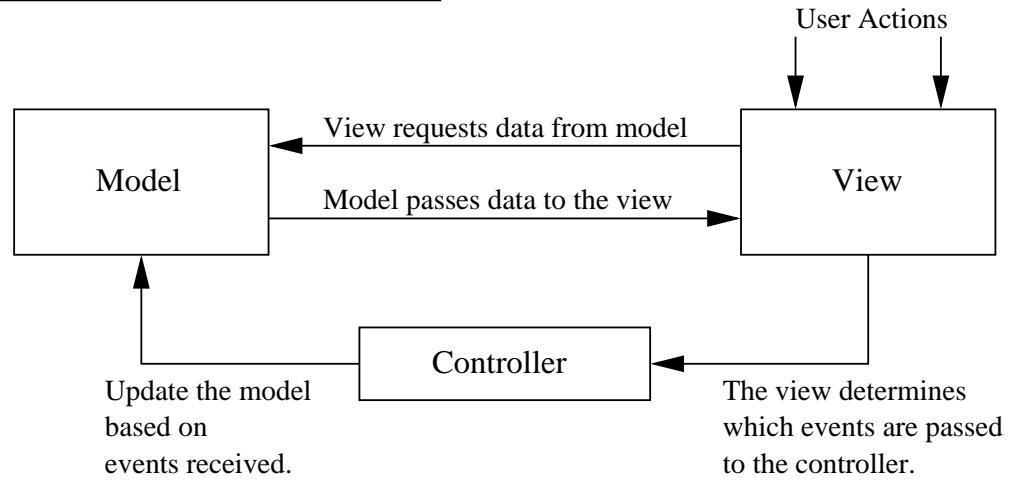 User Actions
View requests data from model
Model
View
Model passes data to the view
Controller
Update the model
based on
events received.
The view determines
which events are passed
to the controller.